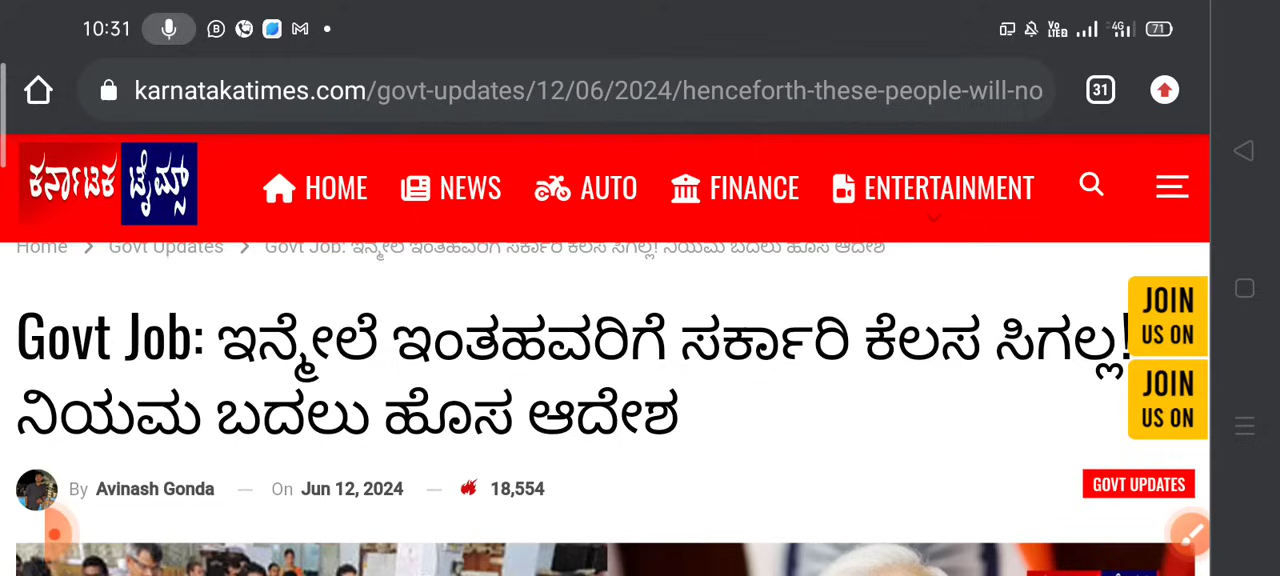 10:31
VoLTE2 4G 71
karnatakatimes.com/govt-updates/12/06/2024/henceforth-these-people-will-no
31
ಕರ್ನಾಟಕ ಟೈಮ್ಸ್
HOME NEWS AUTO FINANCE ENTERTAINMENT
Home > Govt Updates > Govt Job: ಇನ್ಮೇಲೆ ಇಂತಹವರಿಗೆ ಸರ್ಕಾರಿ ಕೆಲಸ ಸಿಗಲ್ಲ! ನಿಯಮ ಬದಲು ಹೊಸ ಆದೇಶ
Govt Job: ಇನ್ಮೇಲೆ ಇಂತಹವರಿಗೆ ಸರ್ಕಾರಿ ಕೆಲಸ ಸಿಗಲ್ಲ!
ನಿಯಮ ಬದಲು ಹೊಸ ಆದೇಶ
JOIN
US ON
JOIN
US ON
By Avinash Gonda — On Jun 12, 2024 — 18,554
GOVT UPDATES